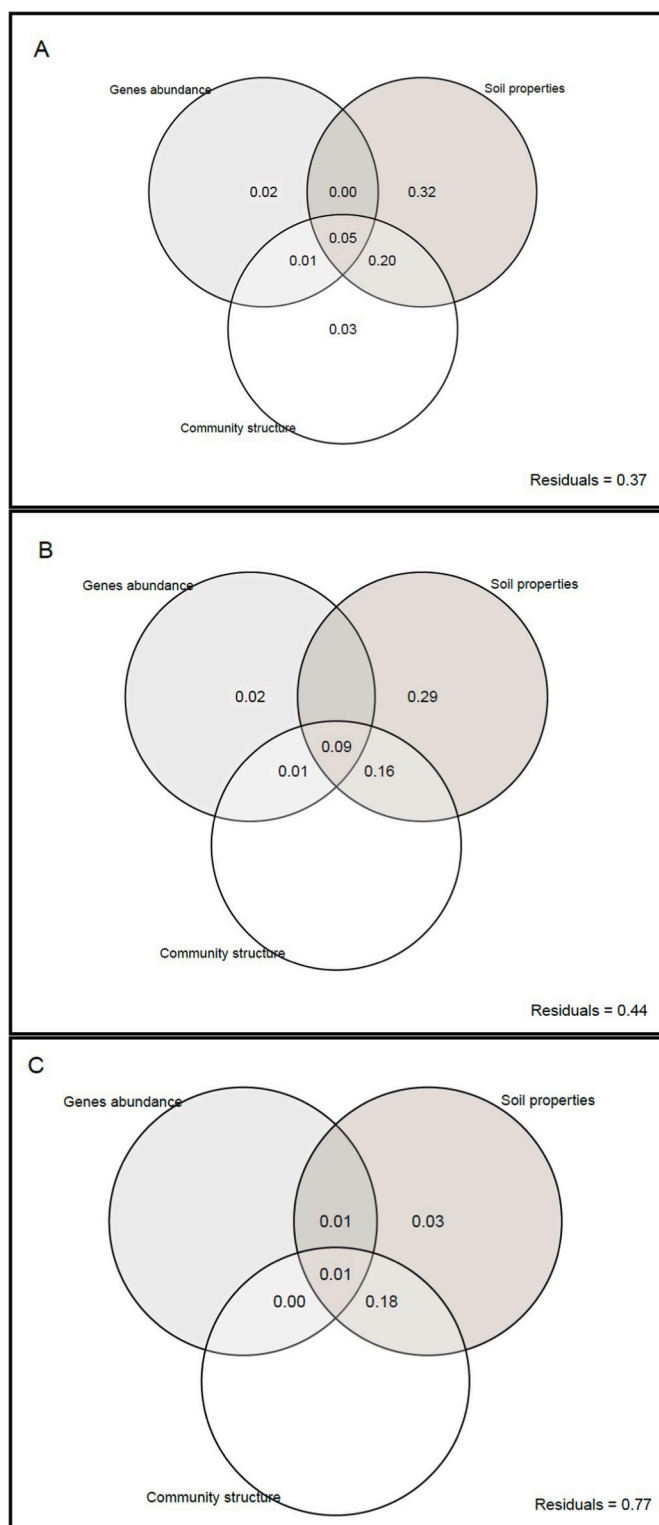 A
Genes abundance
Soil properties
0.02
0.00
0.32
0.05
0.01
0.20
0.03
Community structure
Residuals = 0.37
B
Genes abundance
Soil properties
0.02
0.29
0.09
0.01
0.16
Community structure
Residuals = 0.44
C
Genes abundance
Soil properties
0.01
0.03
0.01
0.00
0.18
Community structure
Residuals = 0.77